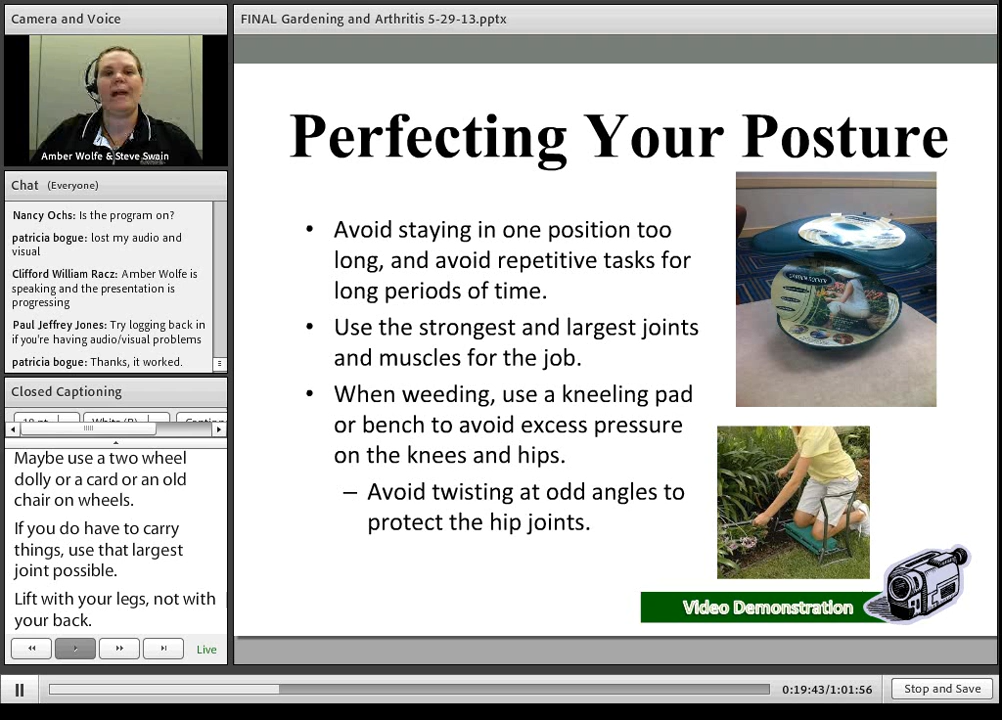 Camera and Voice
Amber Wolfe & Steve Swain
Chat (Everyone)
Nancy Ochs: Is the program on?
patricia bogue: lost my audio and
visual
Clifford William Racz: Amber Wolfe is
speaking and the presentation is
progressing
Paul Jeffrey Jones: Try logging back in
if you're having audio/visual problems
patricia bogue: Thanks, it worked.
Closed Captioning
Maybe use a two wheel
dolly or a card or an old
chair on wheels.
If you do have to carry
things, use that largest
joint possible.
Lift with your legs, not with
your back.
Live
FINAL Gardening and Arthritis 5-29-13.pptx
Perfecting Your Posture
• Avoid staying in one position too
long, and avoid repetitive tasks for
long periods of time.
• Use the strongest and largest joints
and muscles for the job.
• When weeding, use a kneeling pad
or bench to avoid excess pressure
on the knees and hips.
– Avoid twisting at odd angles to
protect the hip joints.
Video Demonstration
0:19:43/1:01:56
Stop and Save